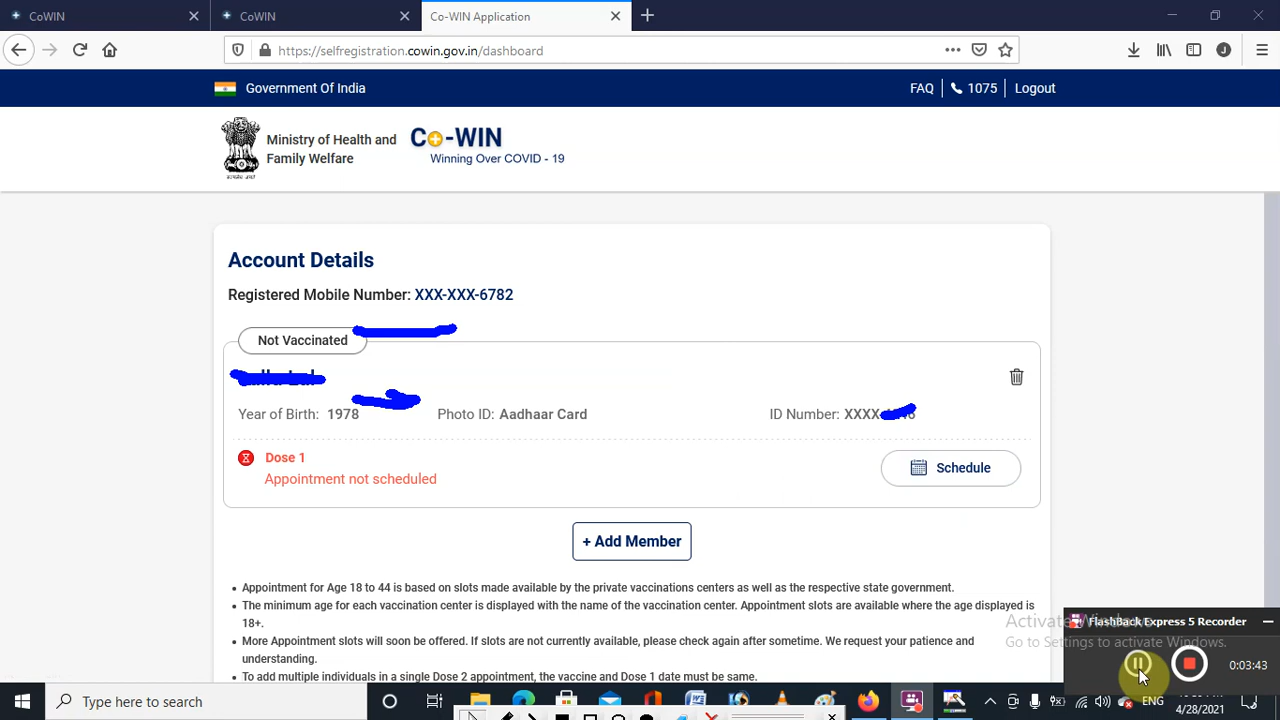 CoWIN
CoWIN
Co-WIN Application
https://selfregistration.cowin.gov.in/dashboard
Government Of India
FAQ
1075
Logout
Ministry of Health and
Family Welfare
Co-WIN
Winning Over COVID - 19
Account Details
Registered Mobile Number: XXX-XXX-6782
Not Vaccinated
Year of Birth: 1978
Photo ID: Aadhaar Card
ID Number: XXXX
Dose 1
Appointment not scheduled
Schedule
+ Add Member
• Appointment for Age 18 to 44 is based on slots made available by the private vaccinations centers as well as the respective state government.
• The minimum age for each vaccination center is displayed with the name of the vaccination center. Appointment slots are available where the age displayed is
18+.
• More Appointment slots will soon be offered. If slots are not currently available, please check again after sometime. We request your patience and
understanding.
• To add multiple individuals in a single Dose 2 appointment, the vaccine and Dose 1 date must be same.
Activate Windows
Go to Settings to activate Windows.
FlashBack Express 5 Recorder
0:03:43
Type here to search
ENG
4/28/2021